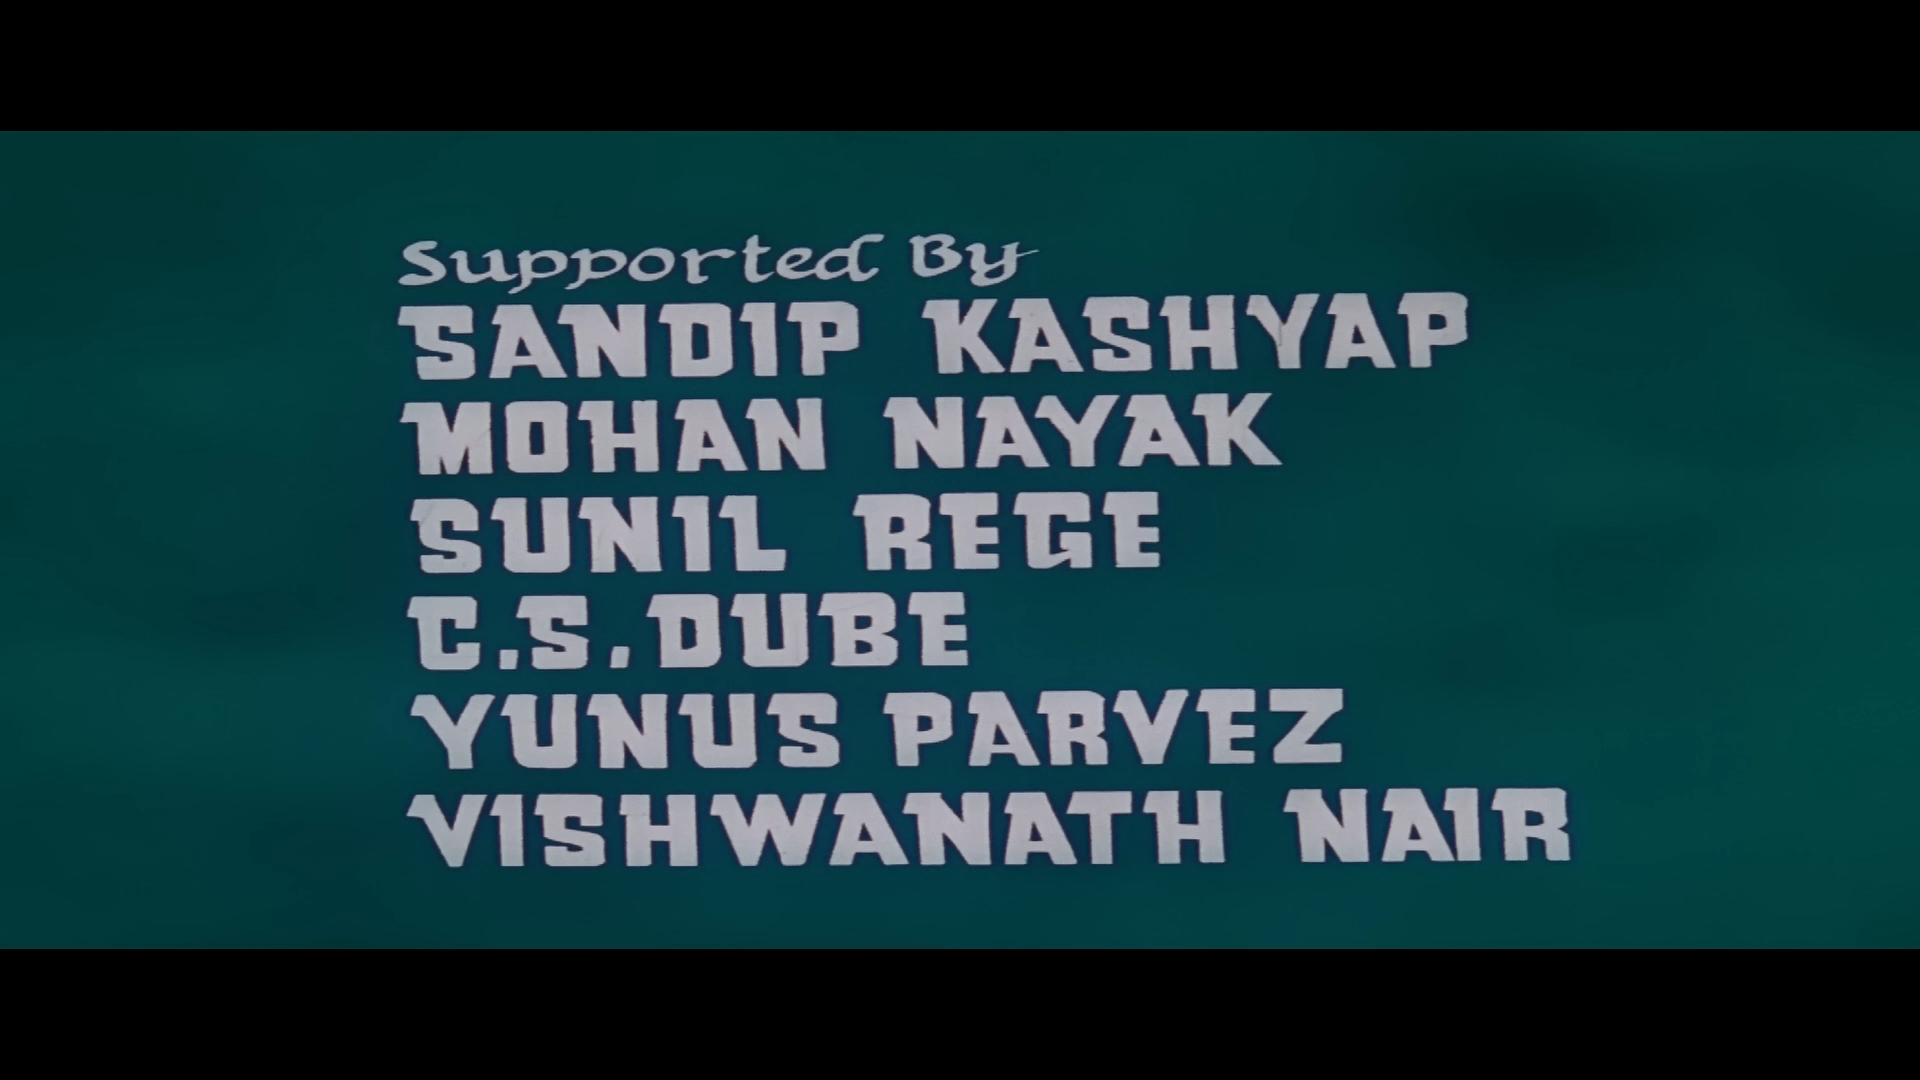 Supported By
SANDIP KASHYAP
MOHAN NAYAK
SUNIL REGE
C.S.DUBE
YUNUS PARVEZ
VISHWANATH NAIR